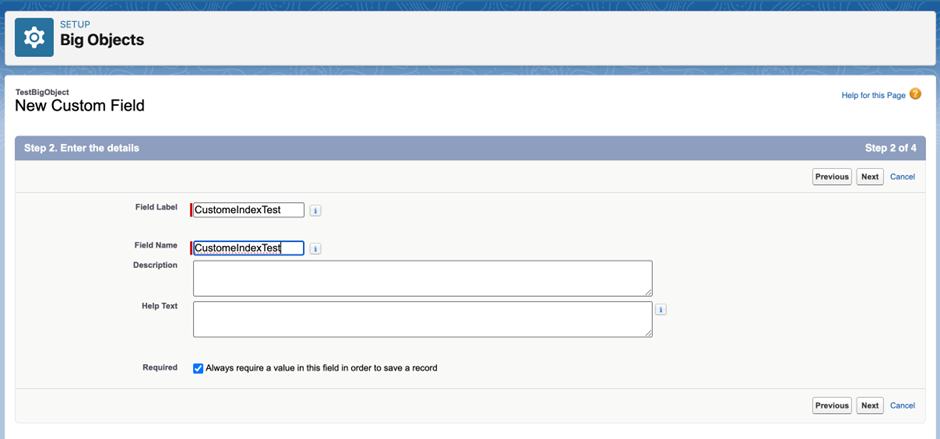 SETUP
Big Objects
TestBigObject
New Custom Field
Help for this Page ?
Step 2. Enter the details Step 2 of 4
Previous Next Cancel
Field Label CustomeIndexTest i
Field Name CustomeIndexTest i
Description
Help Text i
Required Always require a value in this field in order to save a record
Previous Next Cancel